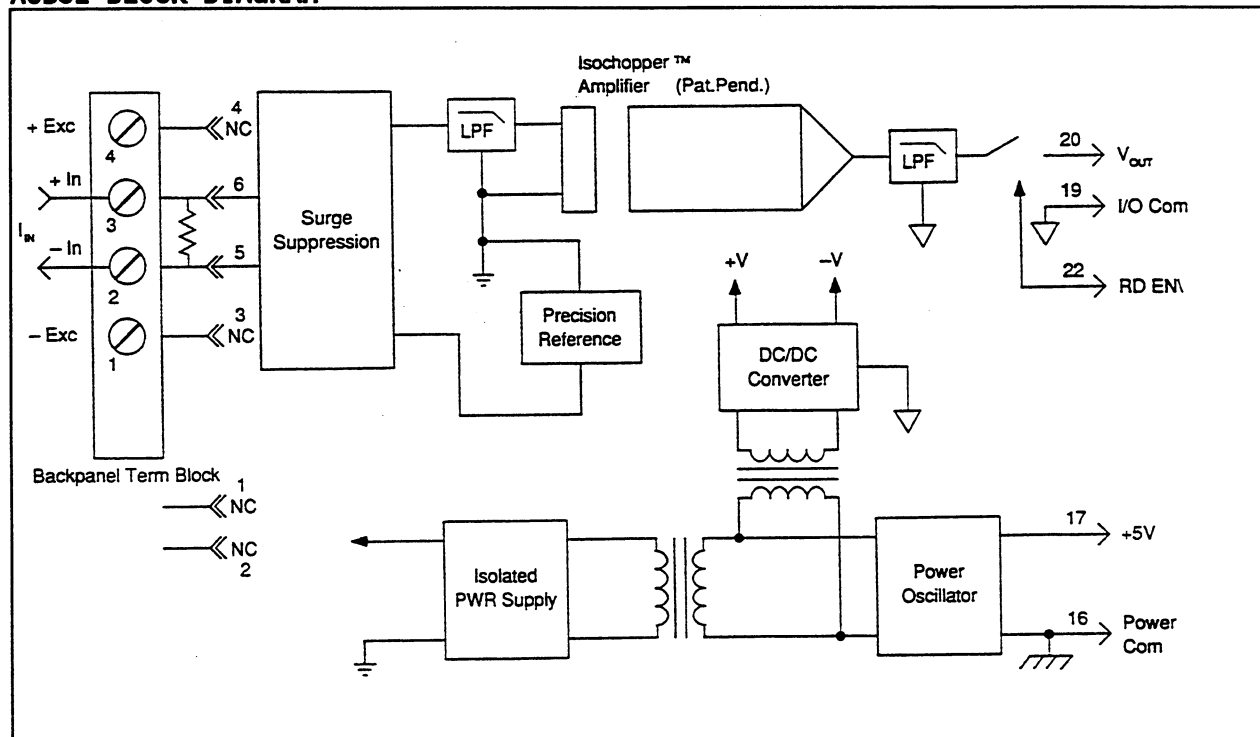 Isochopper ™
Amplifier (Pat.Pend.)
+ Exc
4
4
NC
LPF
LPF
20
V_OUT
+ In
3
6
19
I/O Com
I_IN
Surge
Suppression
− In
2
5
+V
−V
22
RD EN\
Precision
Reference
− Exc
1
3
NC
DC/DC
Converter
Backpanel Term Block
1
NC
NC
2
17
+5V
Isolated
PWR Supply
Power
Oscillator
16
Power
Com